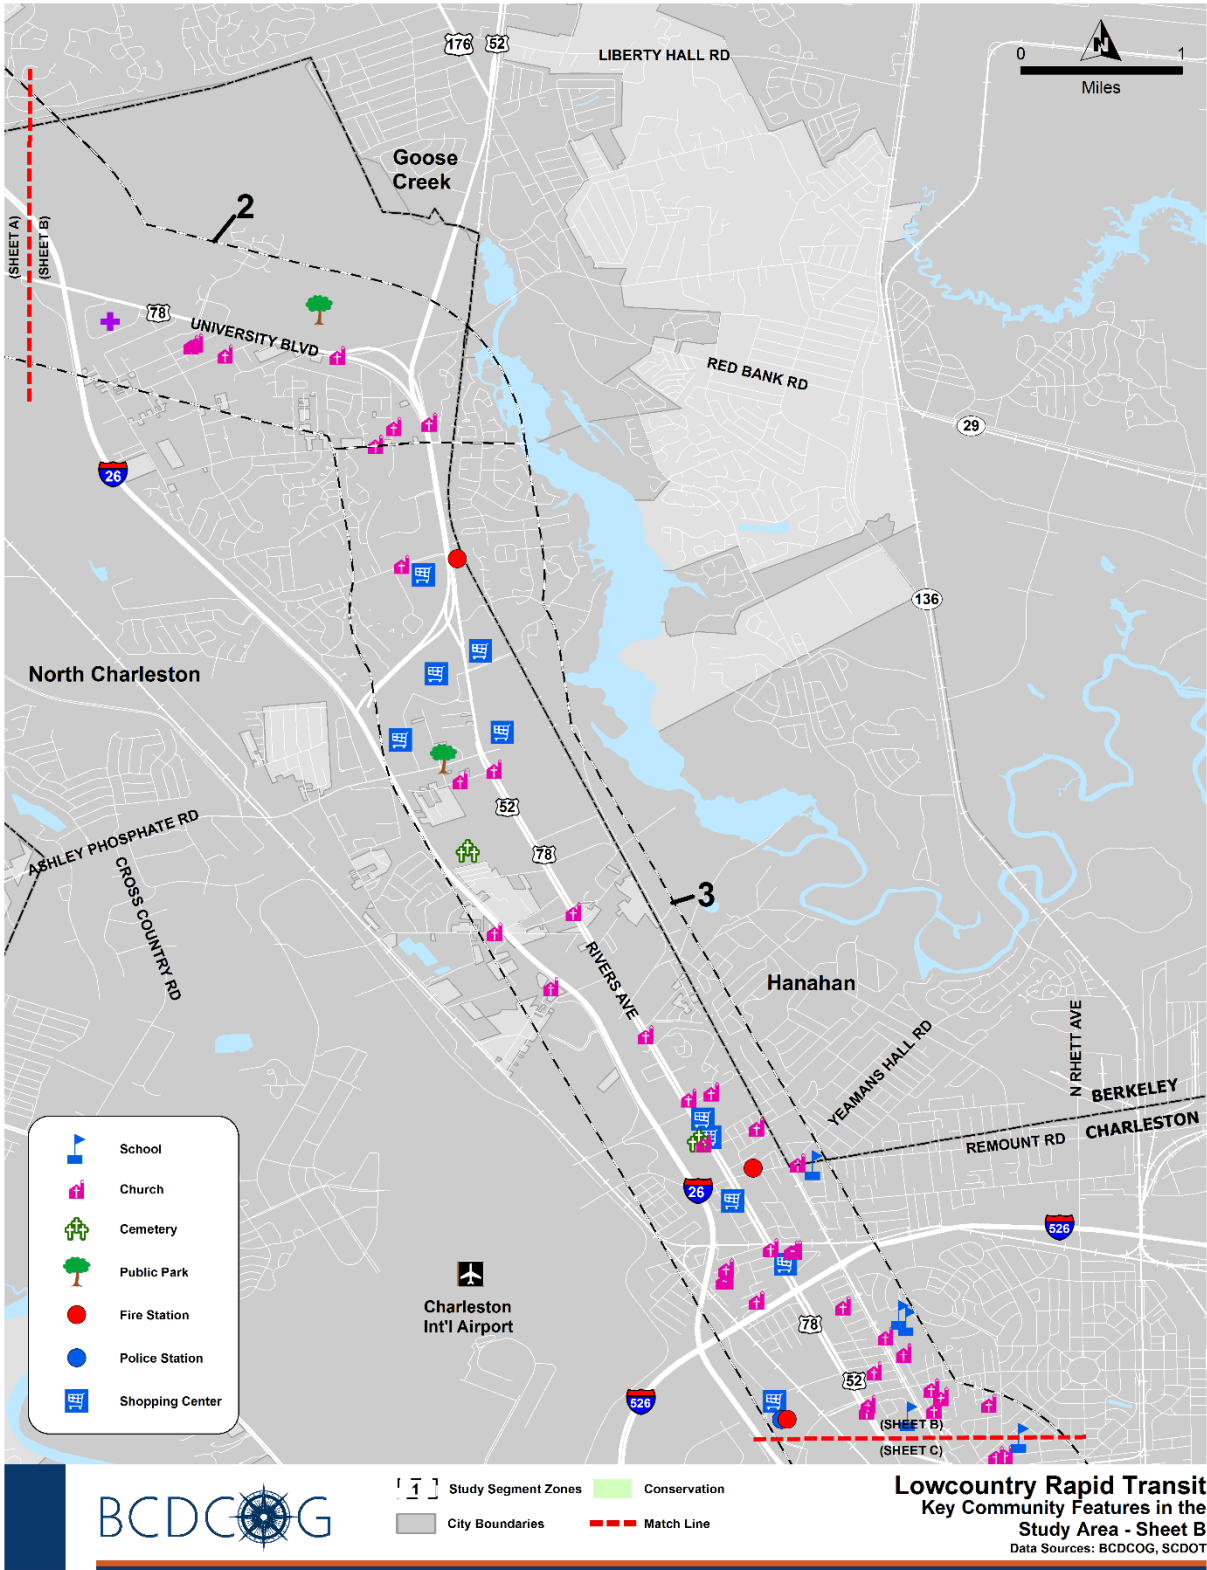 176
52
LIBERTY HALL RD
N
0
1
Miles
Goose
Creek
2
(SHEET A)
(SHEET B)
78
UNIVERSITY BLVD
RED BANK RD
29
26
136
North Charleston
52
ASHLEY PHOSPHATE RD
78
CROSS COUNTRY RD
3
RIVERS AVE
Hanahan
N RHETT AVE
YEAMANS HALL RD
BERKELEY
CHARLESTON
REMOUNT RD
26
526
Charleston
Int'l Airport
78
52
526
(SHEET B)
(SHEET C)
School
Church
Cemetery
Public Park
Fire Station
Police Station
Shopping Center
BCDCOG
1 Study Segment Zones
Conservation
City Boundaries
Match Line
Lowcountry Rapid Transit
Key Community Features in the
Study Area - Sheet B
Data Sources: BCDCOG, SCDOT